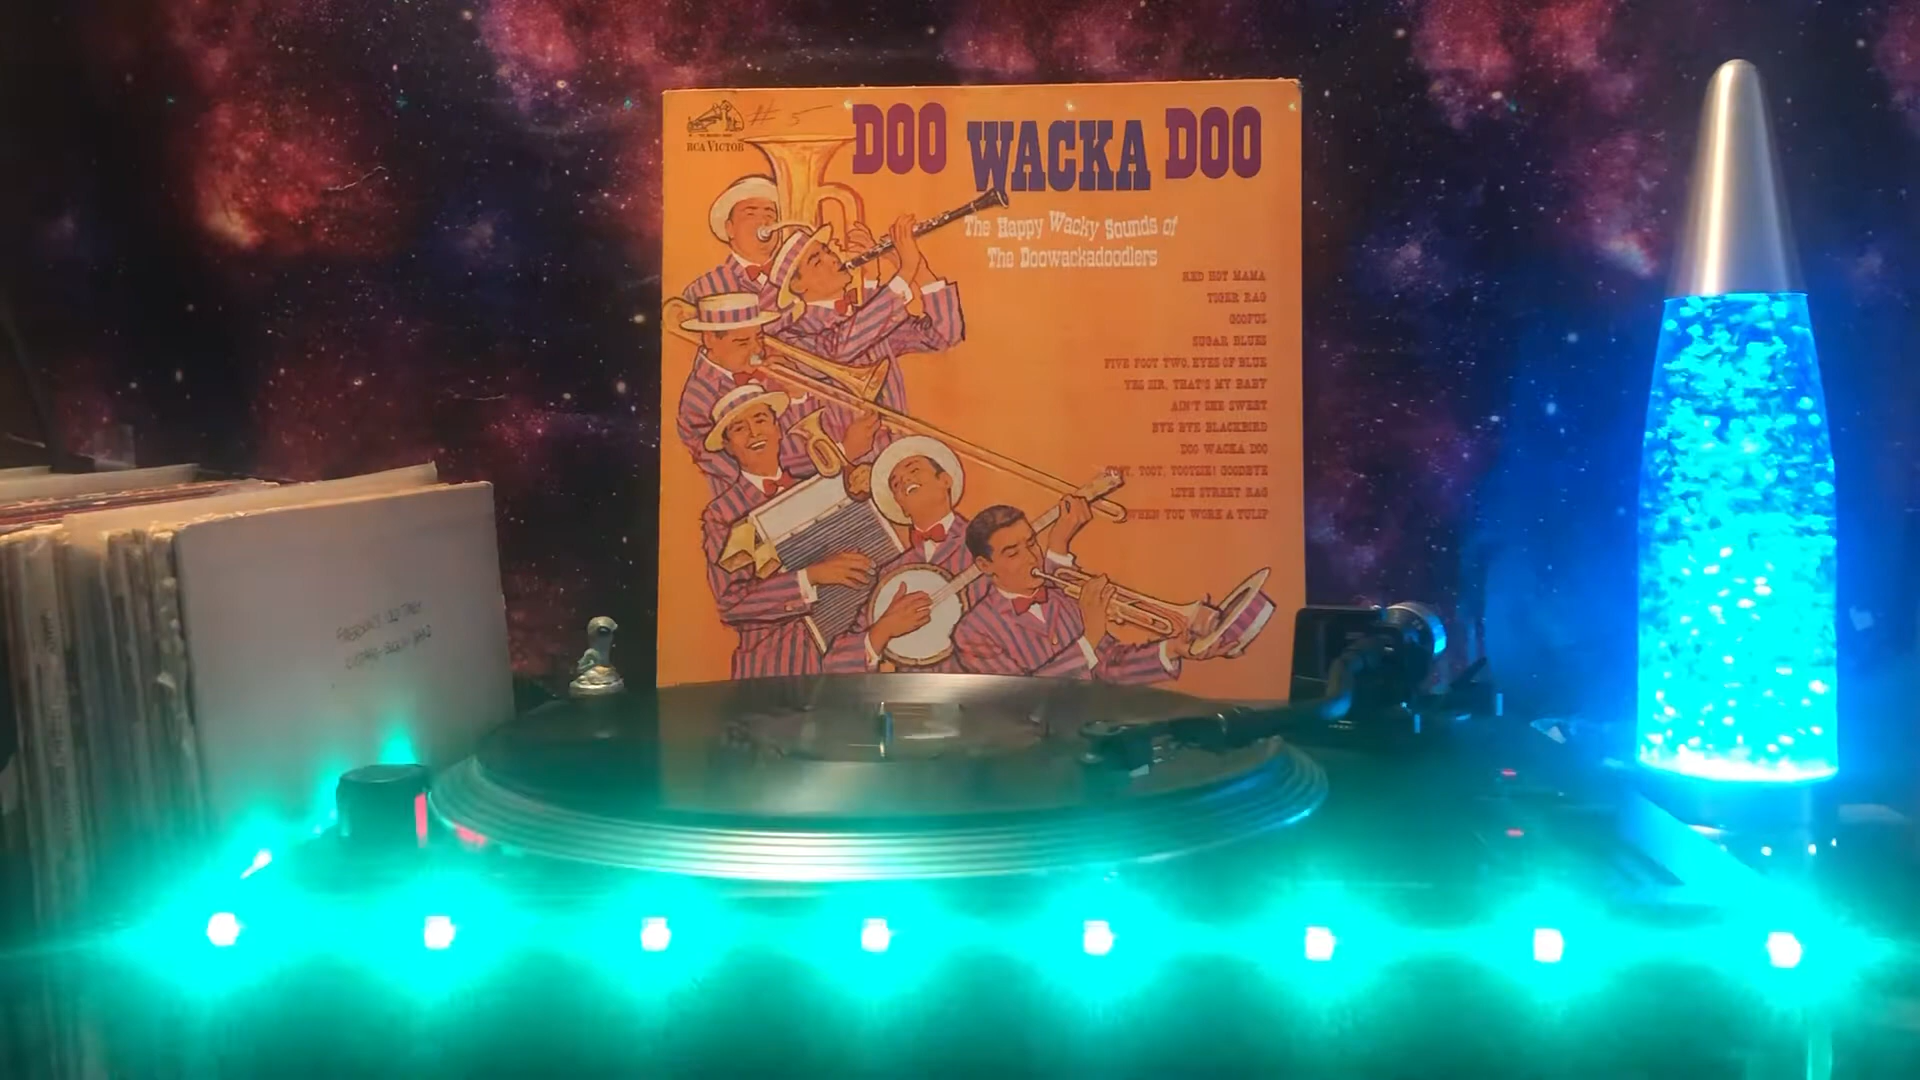 # 5
RCA VICTOR
DOO WACKA DOO
The Happy Wacky Sounds of
The Doowackadoodlers
RED HOT MAMA
TIGER RAG
GOOFUS
SUGAR BLUES
FIVE FOOT TWO, EYES OF BLUE
YES SIR, THAT'S MY BABY
AIN'T SHE SWEET
BYE BYE BLACKBIRD
DOO WACKA DOO
TOOT, TOOT, TOOTSIE! GOODBYE
12TH STREET RAG
WHEN YOU WORE A TULIP